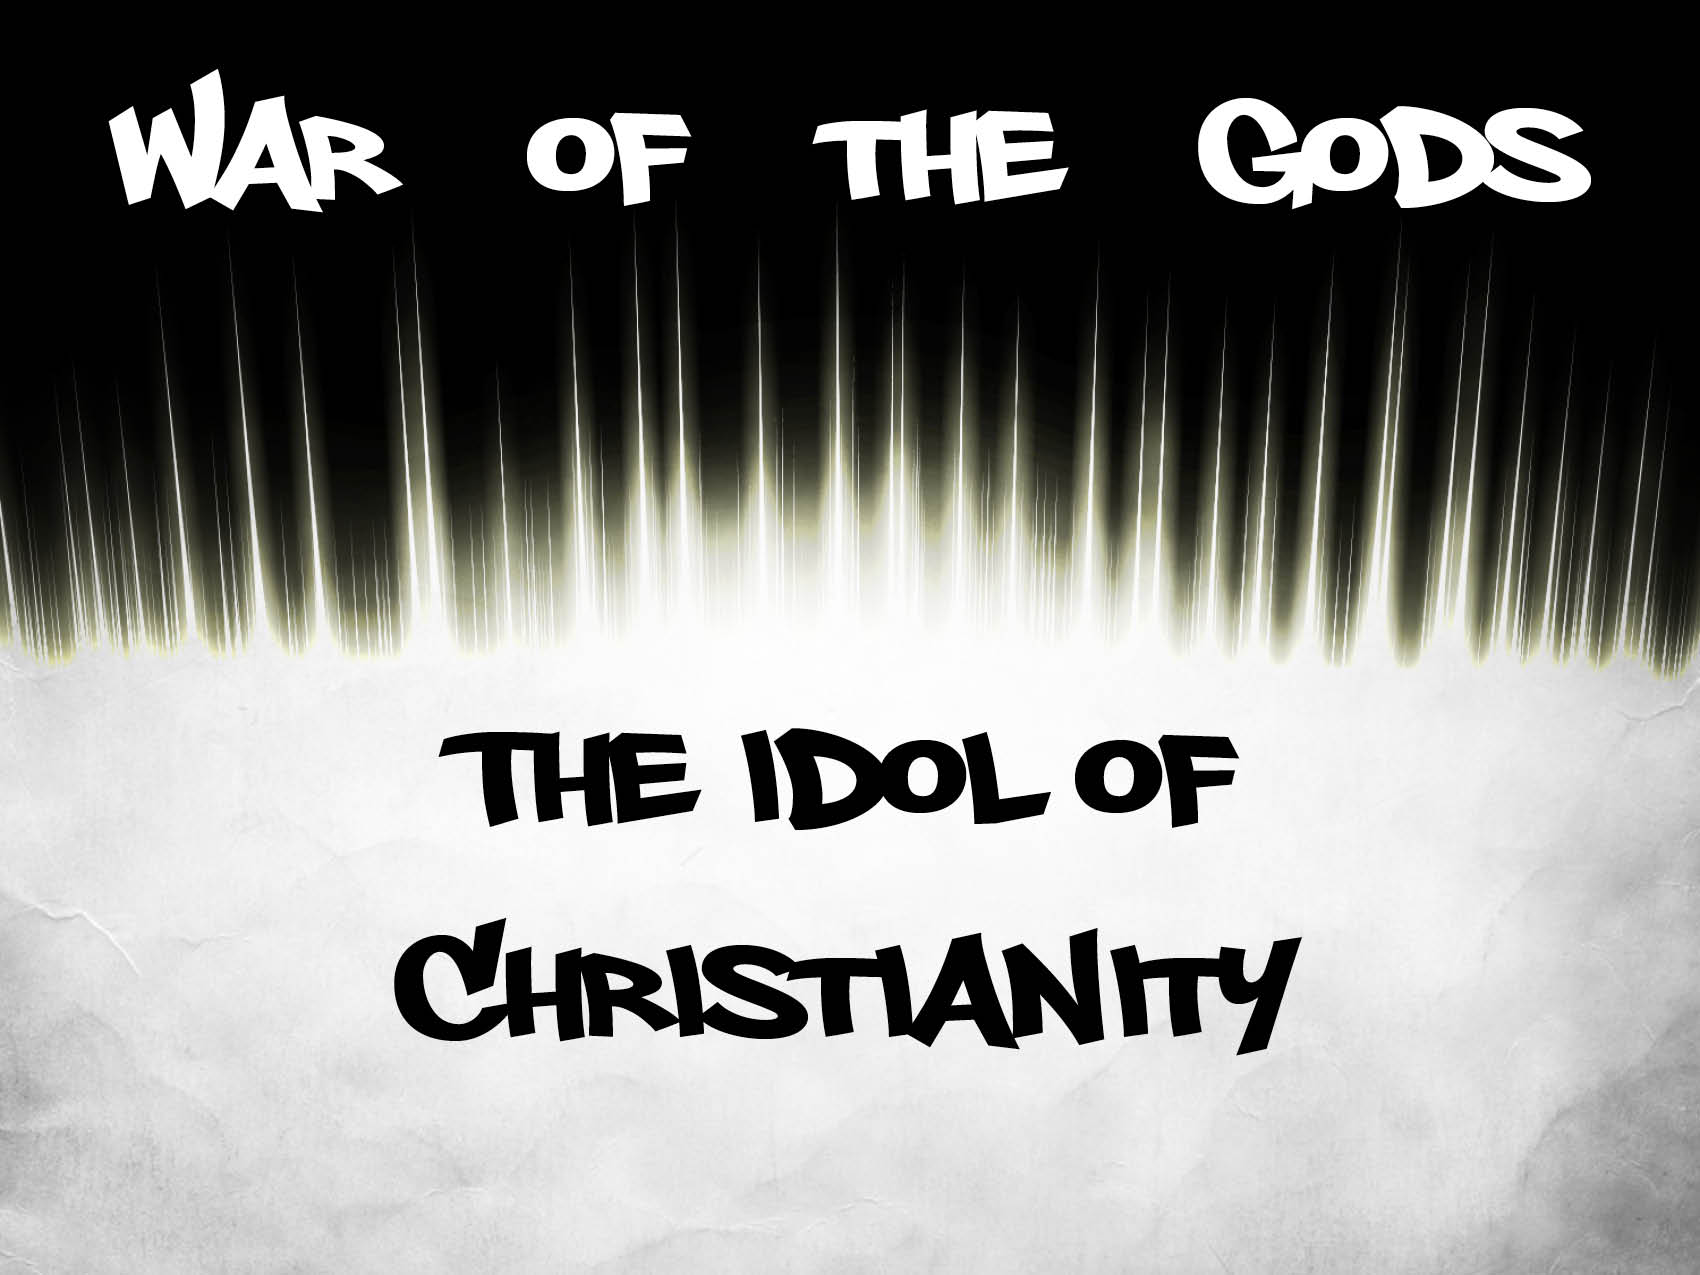 War of the Gods
The Idol of
Christianity